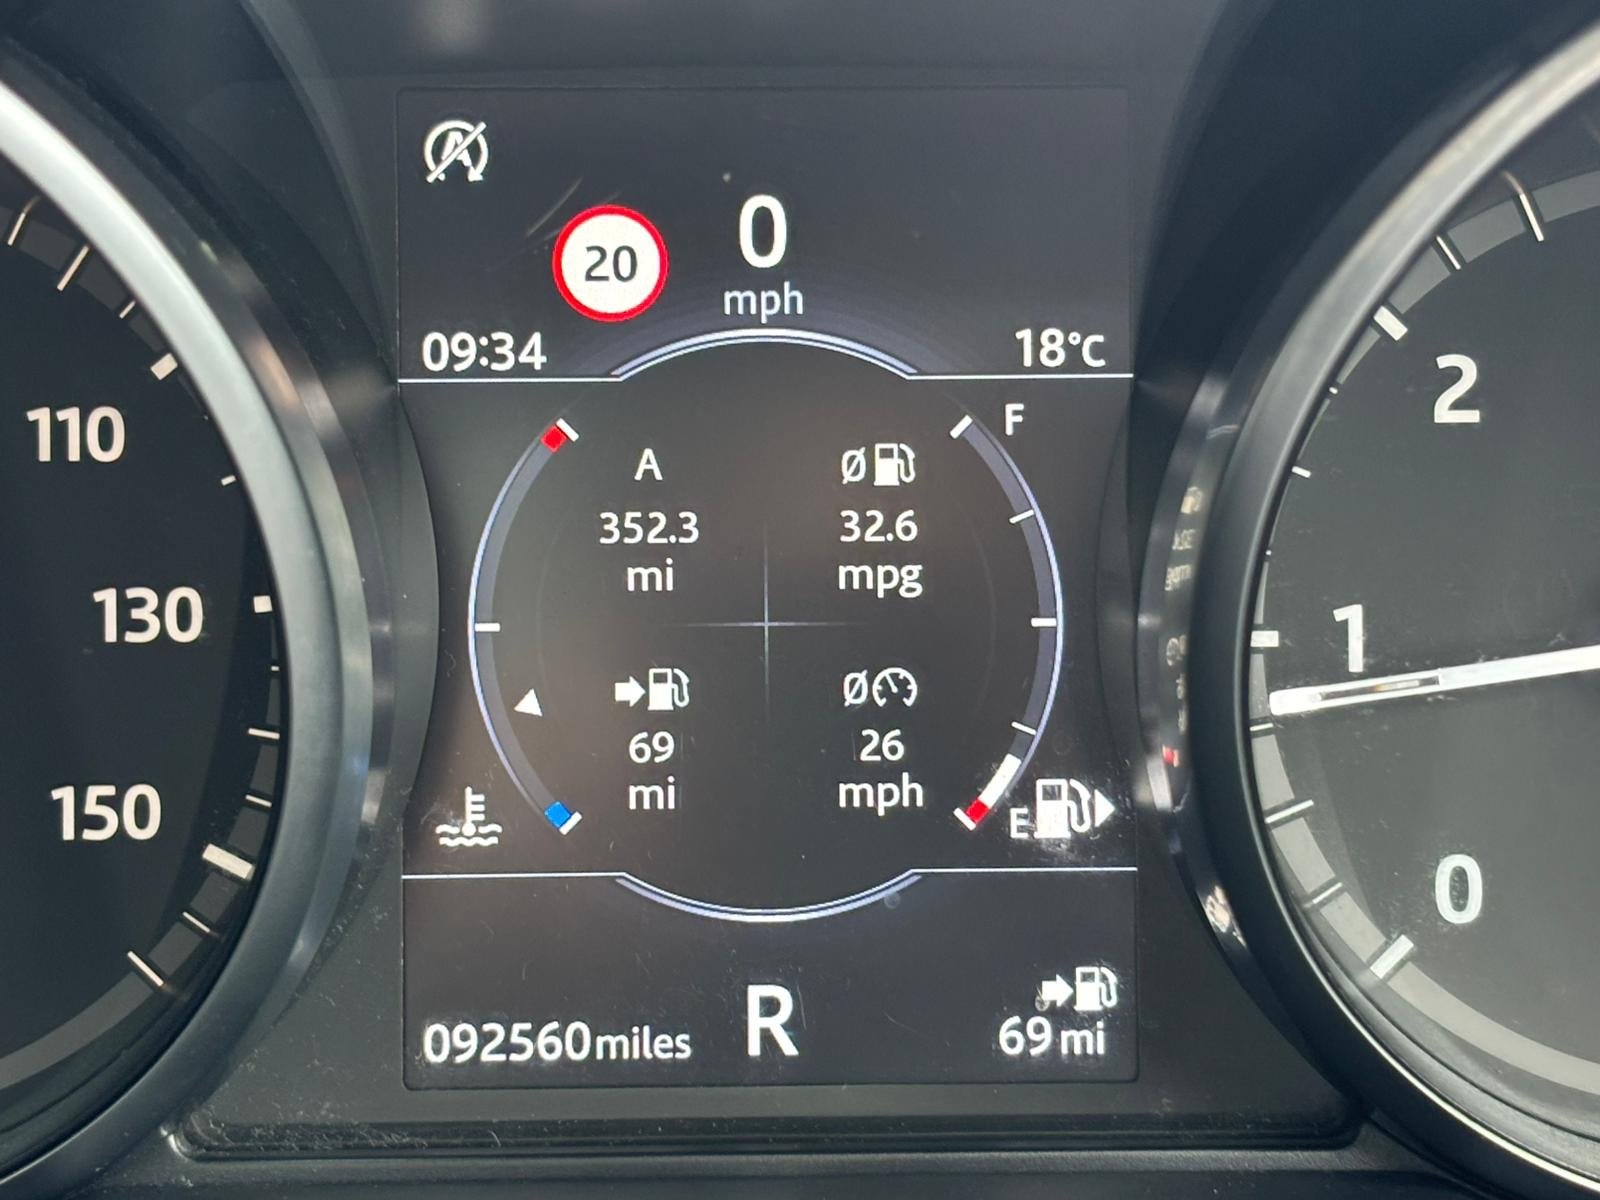 20
0
mph
09:34
18°C
F
A
352.3
mi
Ø
32.6
mpg
69
mi
Ø
26
mph
E
092560miles
R
69 mi
110
130
150
2
1
0